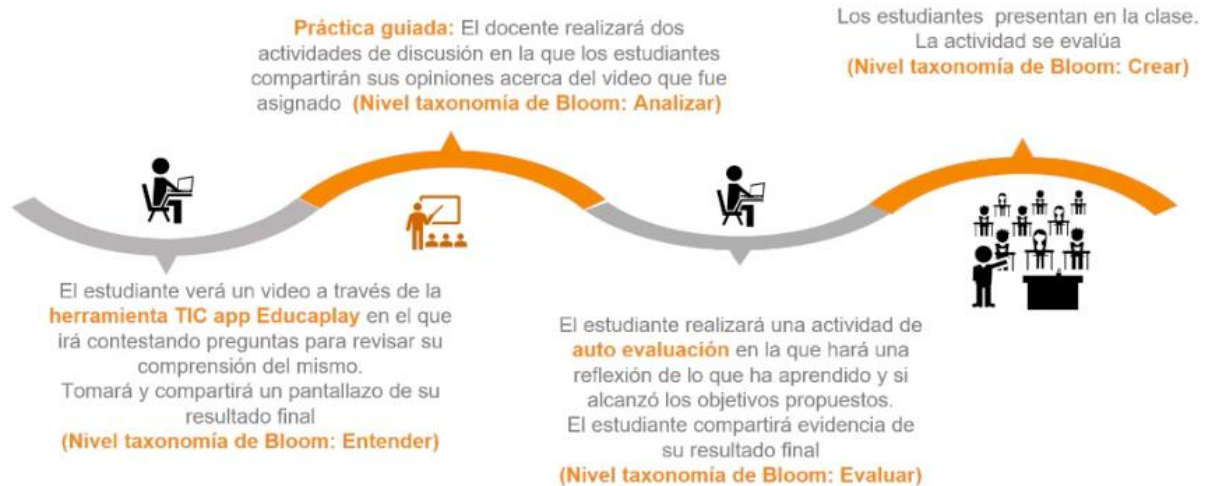 El estudiante verá un video a través de la
herramienta TIC app Educaplay en el que
irá contestando preguntas para revisar su
comprensión del mismo.
Tomará y compartirá un pantallazo de su
resultado final
(Nivel taxonomía de Bloom: Entender)
Práctica guiada: El docente realizará dos
actividades de discusión en la que los estudiantes
compartirán sus opiniones acerca del video que fue
asignado (Nivel taxonomía de Bloom: Analizar)
El estudiante realizará una actividad de
auto evaluación en la que hará una
reflexión de lo que ha aprendido y si
alcanzó los objetivos propuestos.
El estudiante compartirá evidencia de
su resultado final
(Nivel taxonomía de Bloom: Evaluar)
Los estudiantes presentan en la clase.
La actividad se evalúa
(Nivel taxonomía de Bloom: Crear)